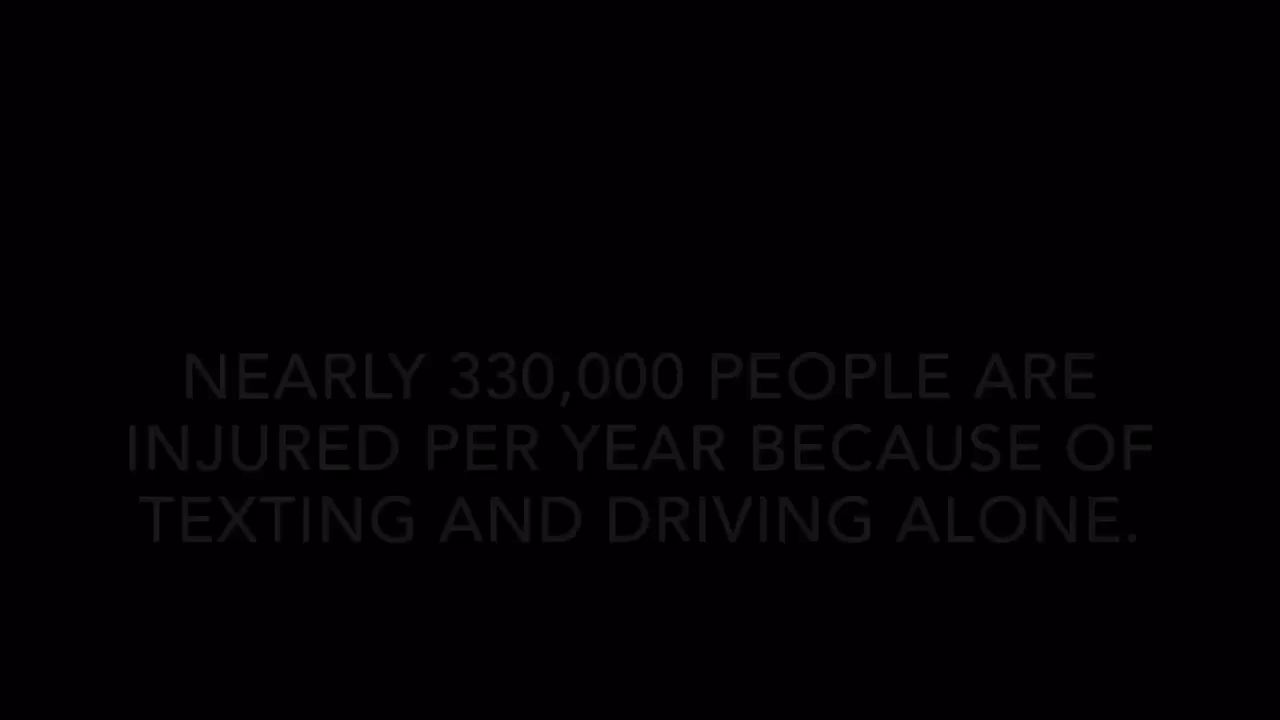 NEARLY 330,000 PEOPLE ARE
INJURED PER YEAR BECAUSE OF
TEXTING AND DRIVING ALONE.